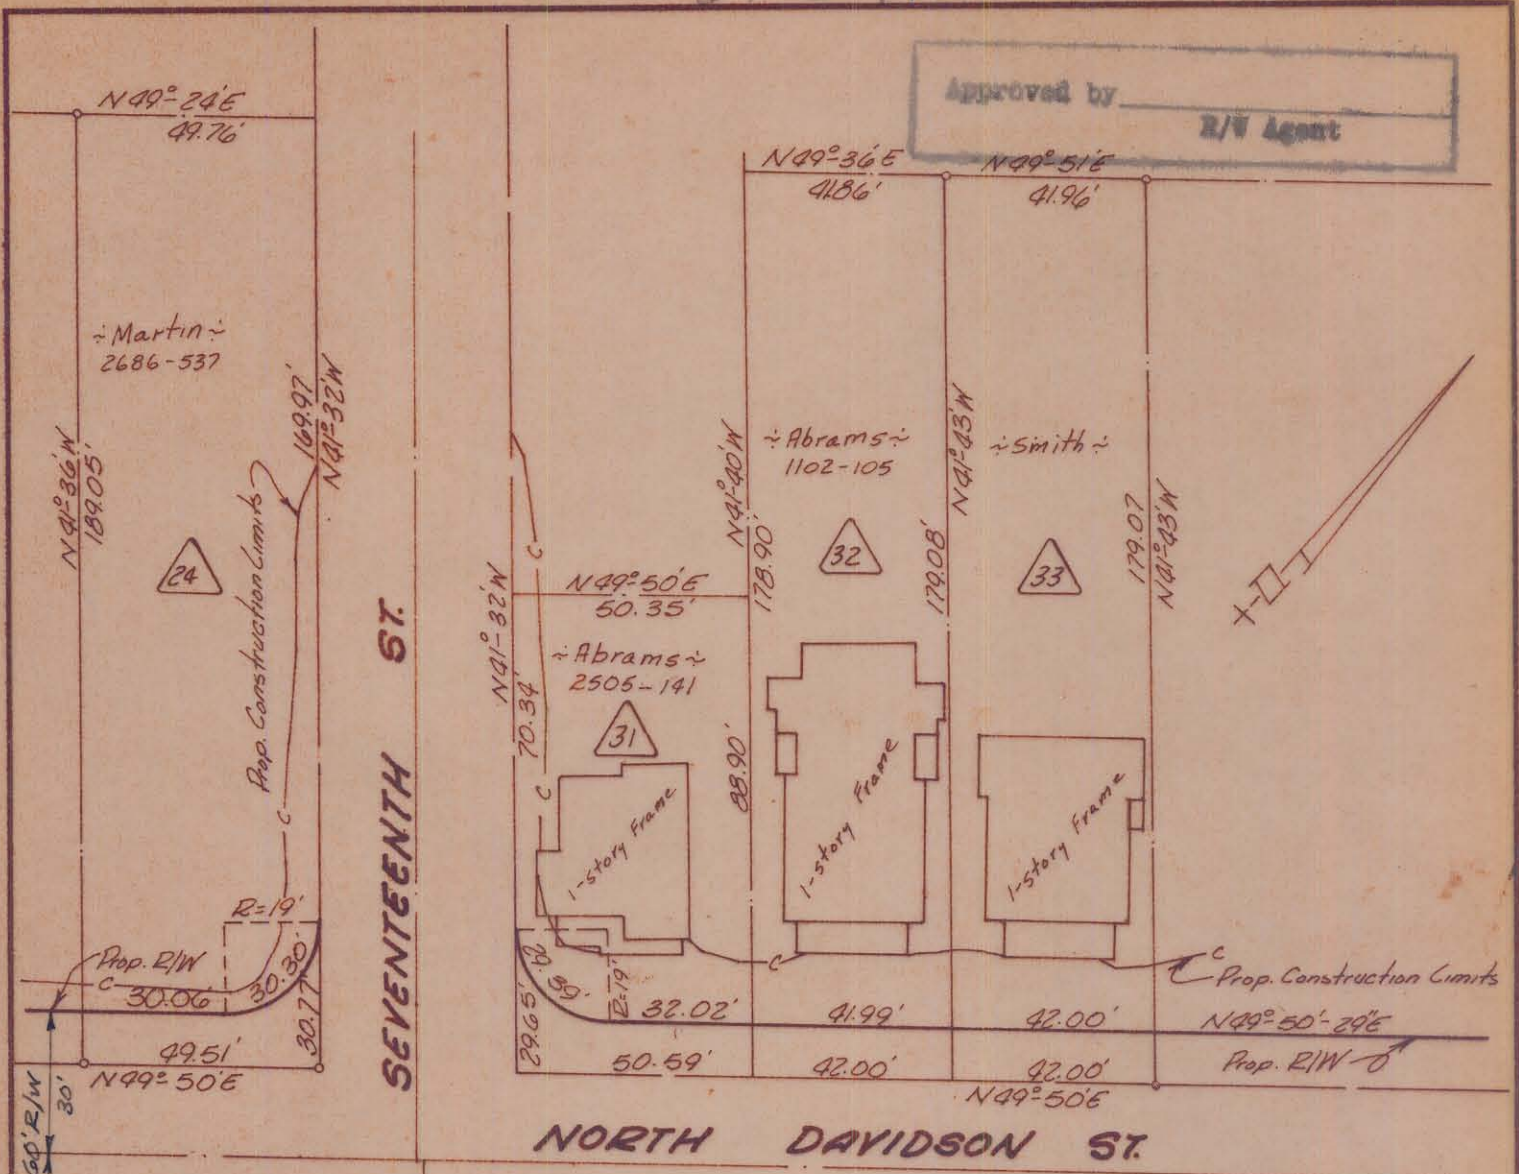 Approved by
R/W Agent
N49°-24'E
49.76'
N49°-36'E
41.86'
N49°-51'E
41.96'
÷Martin÷
2686-537
N41°-36'W
189.05'
24
Prop. Construction Limits
169.97'
N41°-32'W
C
R=19'
Prop. R/W
C
30.06'
30.30'
30.77'
49.51'
N49°-50'E
60' R/W
30'
SEVENTEENTH ST.
N41°-32'W
70.34'
C
C
N49°-50'E
50.35'
÷Abrams÷
2505-141
31
1-story Frame
N41°-40'W
178.90'
88.90'
÷Abrams÷
1102-105
32
1-story Frame
N41°-43'W
179.08'
÷Smith÷
33
1-story Frame
179.07
N41°-43'W
29.65'
29.89'
R=19'
32.02'
50.59'
C
41.99'
42.00'
42.00'
42.00'
N49°-50'E
C
Prop. Construction Limits
N49°-50'-29"E
Prop. R/W
NORTH DAVIDSON ST.